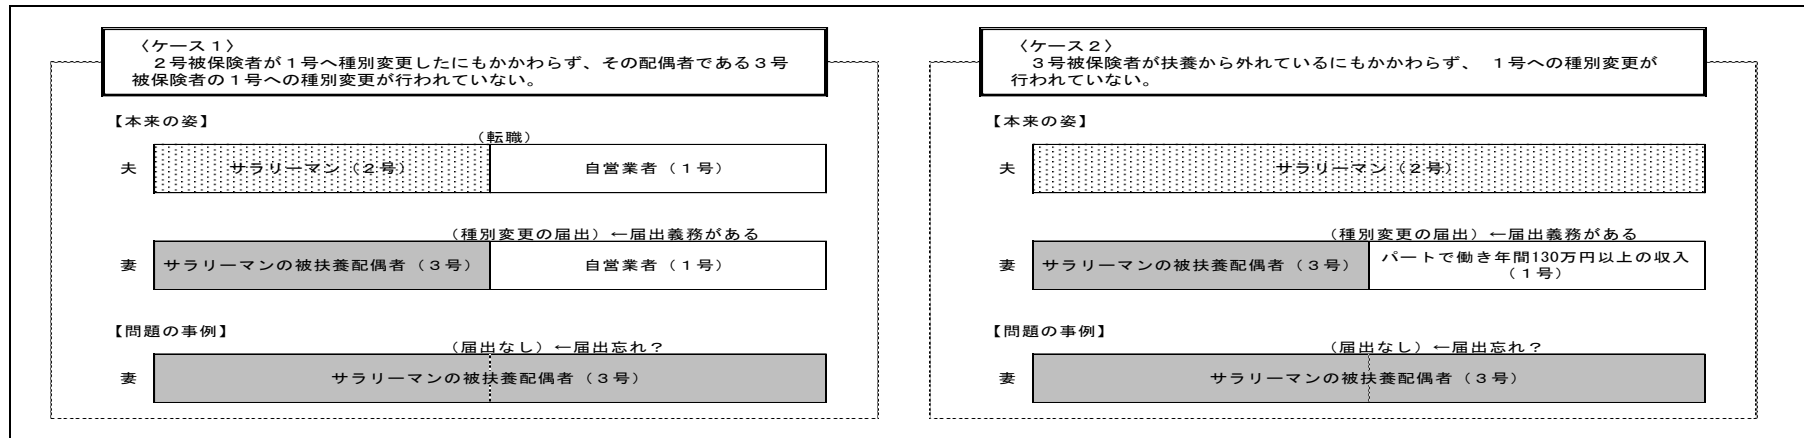 〈ケース１〉
２号被保険者が１号へ種別変更したにもかかわらず、その配偶者である３号
被保険者の１号への種別変更が行われていない。
【本来の姿】
（転職）
夫 サラリーマン（２号） 自営業者（１号）
（種別変更の届出）←届出義務がある
妻 サラリーマンの被扶養配偶者（３号） 自営業者（１号）
【問題の事例】
（届出なし）←届出忘れ？
妻 サラリーマンの被扶養配偶者（３号）
〈ケース２〉
３号被保険者が扶養から外れているにもかかわらず、 １号への種別変更が
行われていない。
【本来の姿】
夫 サラリーマン（２号）
（種別変更の届出）←届出義務がある
妻 サラリーマンの被扶養配偶者（３号） パートで働き年間130万円以上の収入
（１号）
【問題の事例】
（届出なし）←届出忘れ？
妻 サラリーマンの被扶養配偶者（３号）